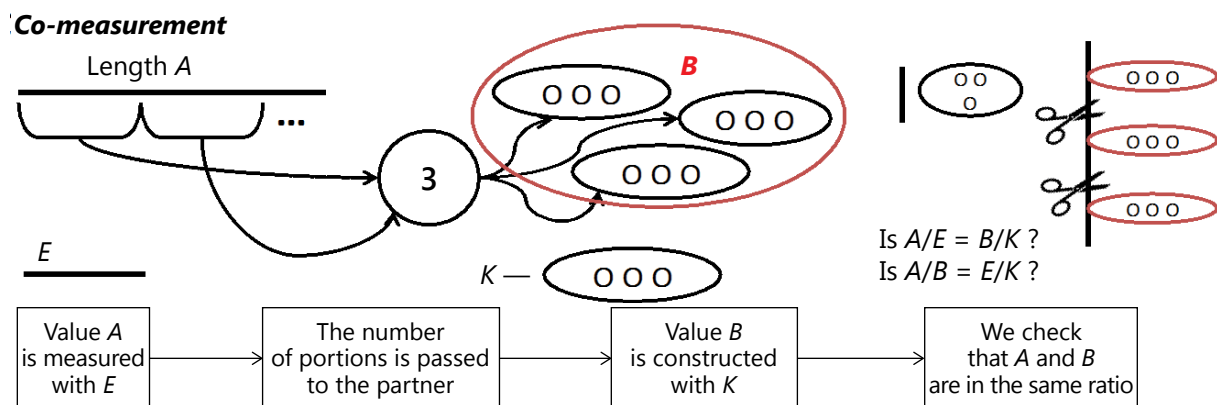 Co-measurement
Length A
...
B
O O O
O O O
O O O
3
E
K —
O O O
O O
O
O O O
O O O
O O O
Is A/E = B/K ?
Is A/B = E/K ?
Value A
is measured
with E
The number
of portions is passed
to the partner
Value B
is constructed
with K
We check
that A and B
are in the same ratio